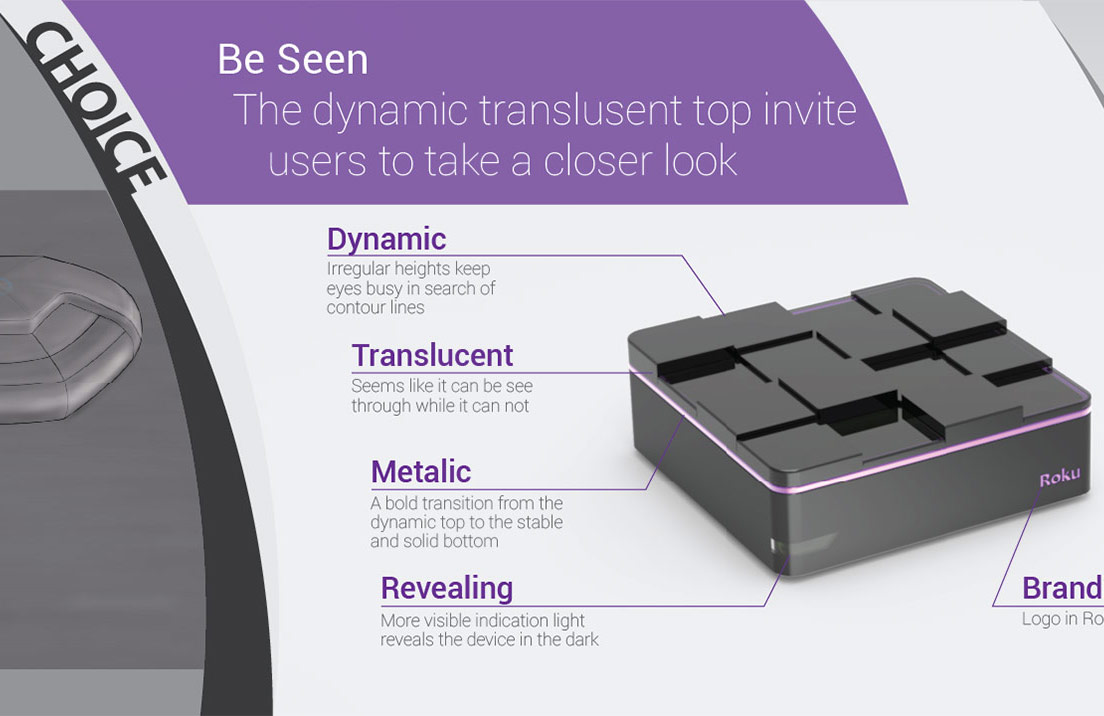 CHOICE
Be Seen
The dynamic translusent top invite
users to take a closer look
Dynamic
Irregular heights keep
eyes busy in search of
contour lines
Translucent
Seems like it can be see
through while it can not
Metalic
A bold transition from the
dynamic top to the stable
and solid bottom
Revealing
More visible indication light
reveals the device in the dark
Roku
Brand
Logo in Ro